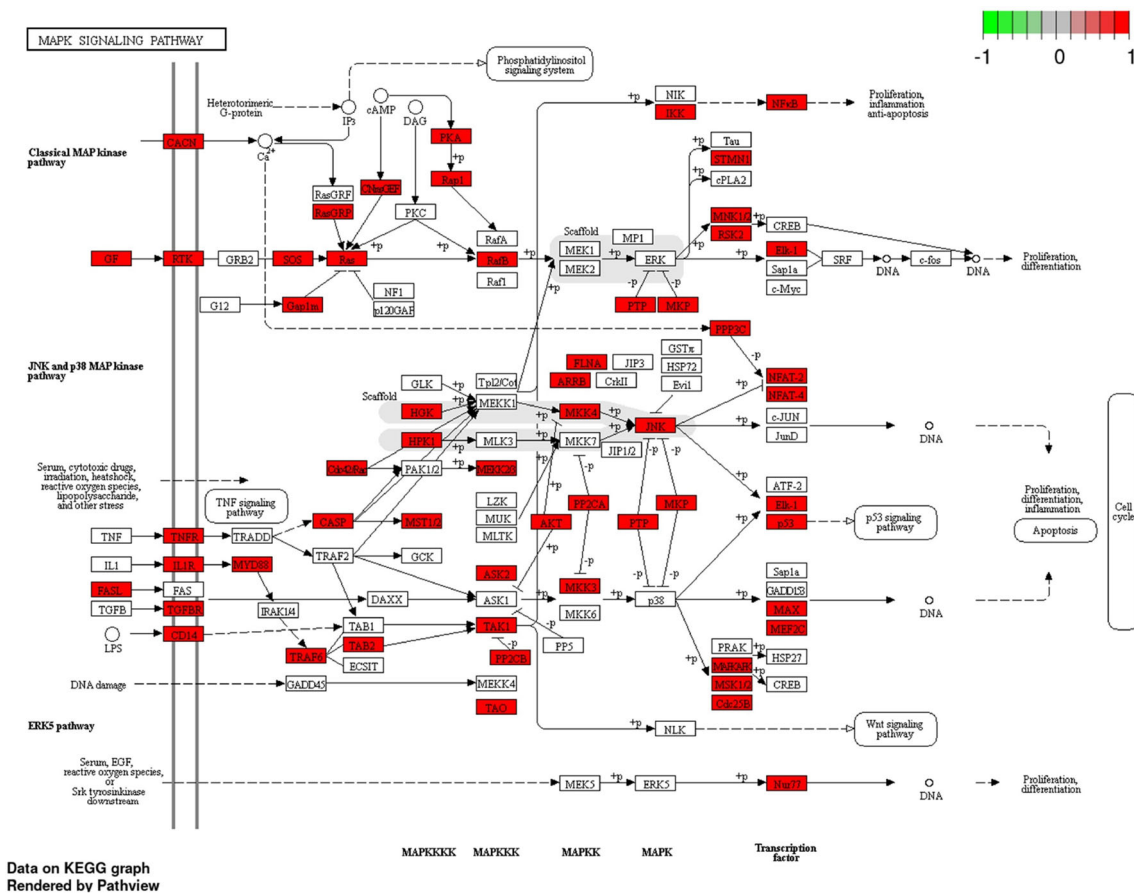 -1 0 1
MAPK SIGNALING PATHWAY
Phosphatidylinositol
signaling system
Heterotorimeric
G-protein
IP3
cAMP
DAG
Ca2+
+p
NIK
IKK
+p
NFκB
Proliferation,
inflammation
anti-apoptosis
CACN
PKA
+p
Rap1
Classical MAP kinase
pathway
RasGRF
RasGRP
CNrasGEF
PKC
Tau
STMN1
cPLA2
+p
+p
MNK1/2
RSK2
+p
CREB
RafA
RafB
Raf1
Scaffold
MEK1
MEK2
MP1
ERK
GF
RTK
GRB2
SOS
Ras
+p
+p
+p
+p
+p
+p
Elk-1
Sap1a
c-Myc
SRF
DNA
c-fos
DNA
Proliferation,
differentiation
G12
Gap1m
NF1
p120GAP
-p
-p
PTP
MKP
PPP3C
-p
JNK and p38 MAP kinase
pathway
FLNA
ARRB
JIP3
CrkII
GSTπ
HSP72
Evi1
NFAT-2
NFAT-4
GLK
Tpl2/Cot
MEKK1
Scaffold
HGK
HPK1
MLK3
MKK4
MKK7
JNK
JIP1/2
c-JUN
JunD
DNA
Cell
cycle
Cdc42/Rac
PAK1/2
MEKK2/3
Serum, cytotoxic drugs,
irradiation, heatshock,
reactive oxygen species,
lipopolysaccharide,
and other stress
TNF signaling
pathway
LZK
MUK
MLTK
AKT
PP2CA
PTP
MKP
ATF-2
Elk-1
p53
p53 signaling
pathway
Proliferation,
differentiation,
inflammation
Apoptosis
CASP
MST1/2
TNF
TNFR
TRADD
TRAF2
GCK
IL1
IL1R
MYD88
ASK2
MKK3
Sap1a
GADD153
MAX
MEF2C
FASL
FAS
DAXX
ASK1
MKK6
p38
DNA
TGFB
TGFBR
IRAK1/4
LPS
CD14
TAB1
TAB2
TAK1
PP5
PP2CB
TRAF6
ECSIT
PRAK
MAPKAPK
MSK1/2
Cdc25B
HSP27
CREB
DNA damage
GADD45
MEKK4
TAO
ERK5 pathway
+p
NLK
Wnt signaling
pathway
Serum, EGF,
reactive oxygen species,
or
Srk tyrosinkinase
downstream
MEK5
+p
ERK5
+p
Nur77
DNA
Proliferation,
differentiation
MAPKKKK
MAPKKK
MAPKK
MAPK
Transcription
factor
Data on KEGG graph
Rendered by Pathview